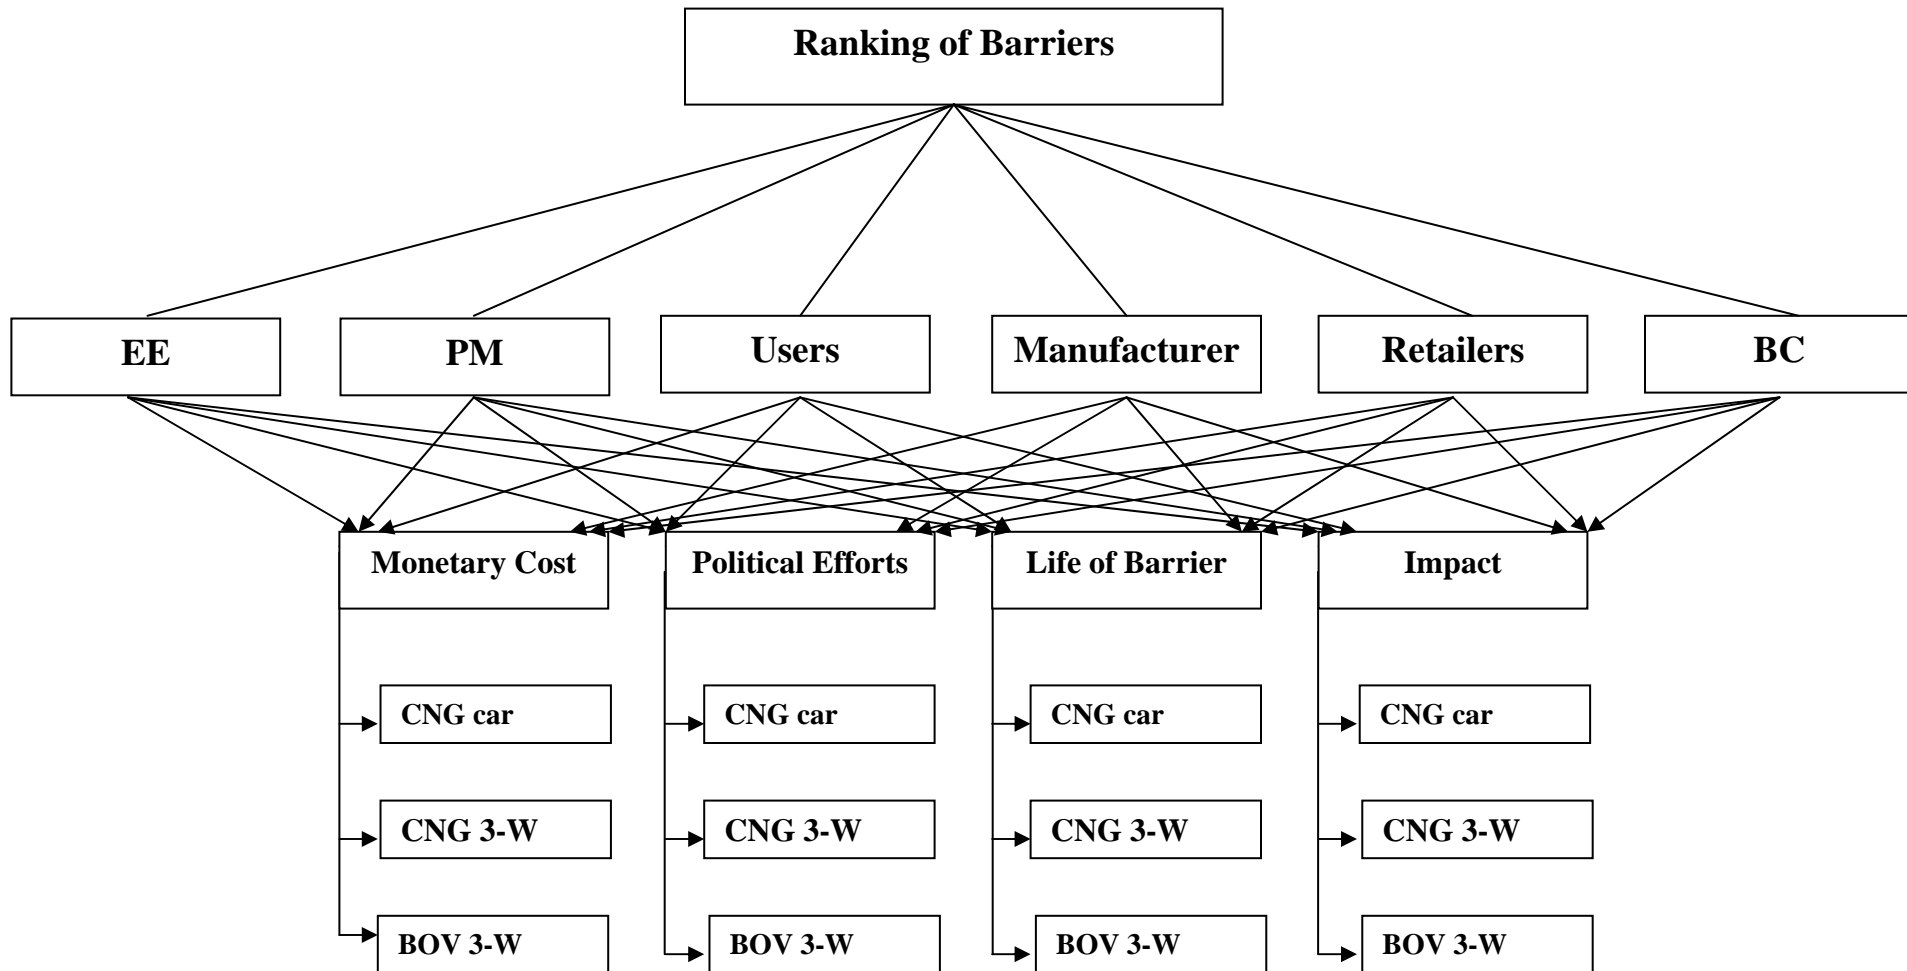 Ranking of Barriers
EE
PM
Users
Manufacturer
Retailers
BC
Monetary Cost
Political Efforts
Life of Barrier
Impact
CNG car
CNG car
CNG car
CNG car
CNG 3-W
CNG 3-W
CNG 3-W
CNG 3-W
BOV 3-W
BOV 3-W
BOV 3-W
BOV 3-W